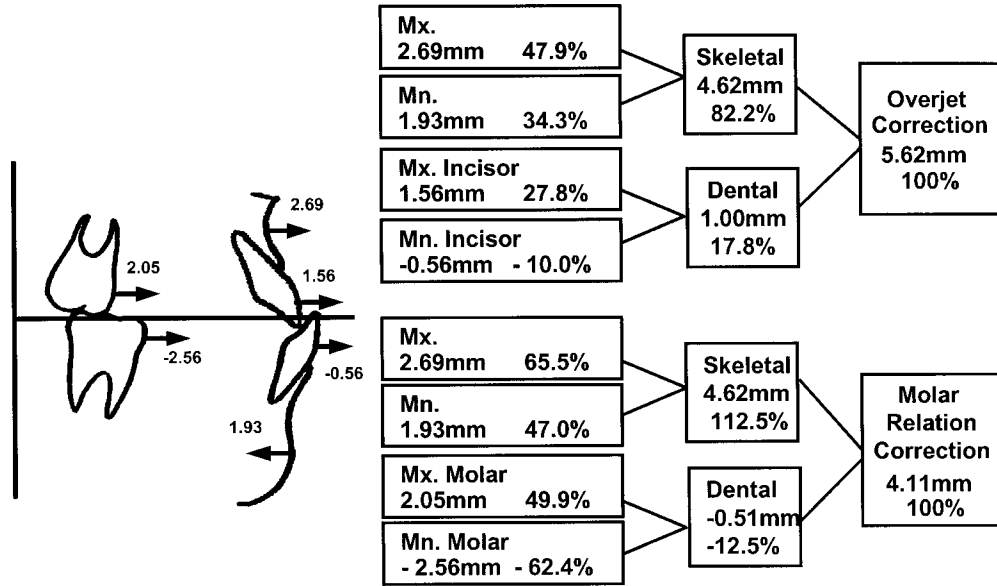 2.69
2.05
1.56
-2.56
-0.56
1.93
Mx.
2.69mm 47.9%
Mn.
1.93mm 34.3%
Mx. Incisor
1.56mm 27.8%
Mn. Incisor
-0.56mm - 10.0%
Skeletal
4.62mm
82.2%
Dental
1.00mm
17.8%
Overjet
Correction
5.62mm
100%
Mx.
2.69mm 65.5%
Mn.
1.93mm 47.0%
Mx. Molar
2.05mm 49.9%
Mn. Molar
- 2.56mm - 62.4%
Skeletal
4.62mm
112.5%
Dental
-0.51mm
-12.5%
Molar
Relation
Correction
4.11mm
100%